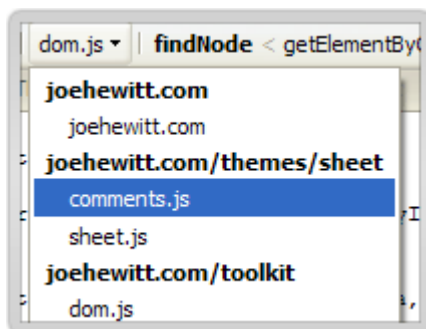 dom.js ▾ | findNode < getElementBy
joehewitt.com
joehewitt.com
joehewitt.com/themes/sheet
comments.js
sheet.js
joehewitt.com/toolkit
dom.js